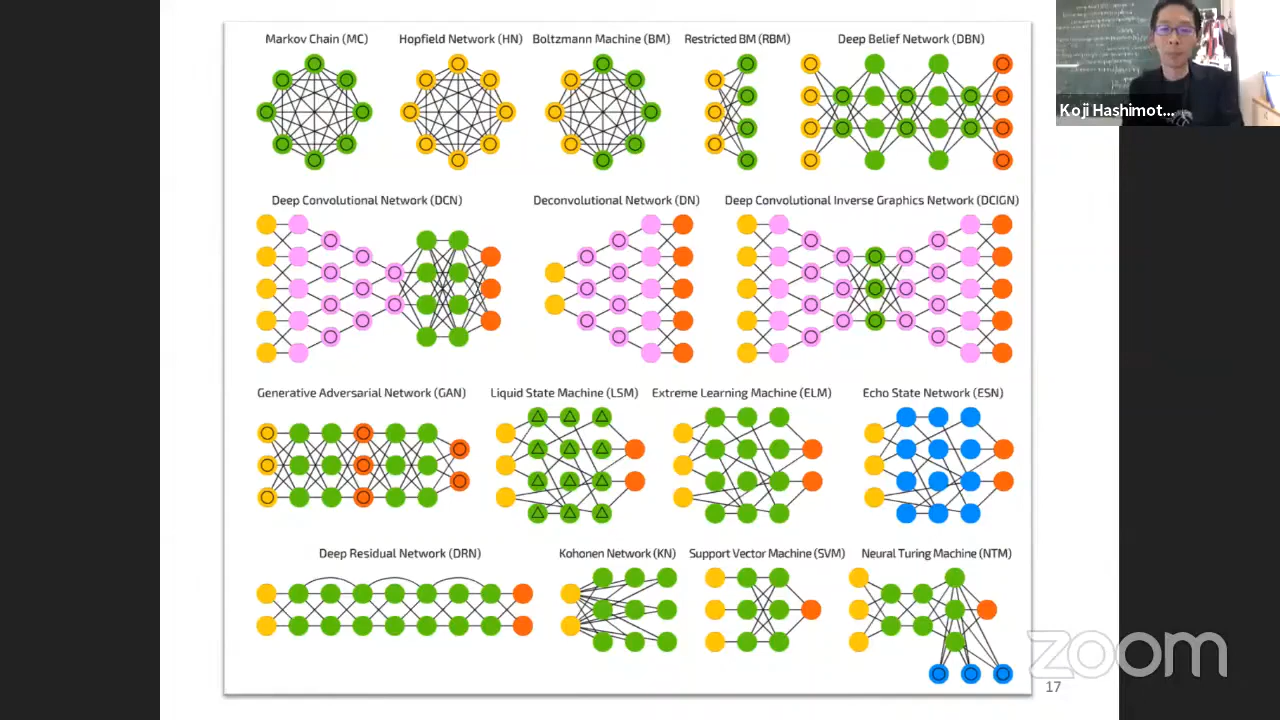 Markov Chain (MC)
Hopfield Network (HN)
Boltzmann Machine (BM)
Restricted BM (RBM)
Deep Belief Network (DBN)
Koji Hashimot...
Deep Convolutional Network (DCN)
Deconvolutional Network (DN)
Deep Convolutional Inverse Graphics Network (DCIGN)
Generative Adversarial Network (GAN)
Liquid State Machine (LSM)
Extreme Learning Machine (ELM)
Echo State Network (ESN)
Deep Residual Network (DRN)
Kohonen Network (KN)
Support Vector Machine (SVM)
Neural Turing Machine (NTM)
zoom
17